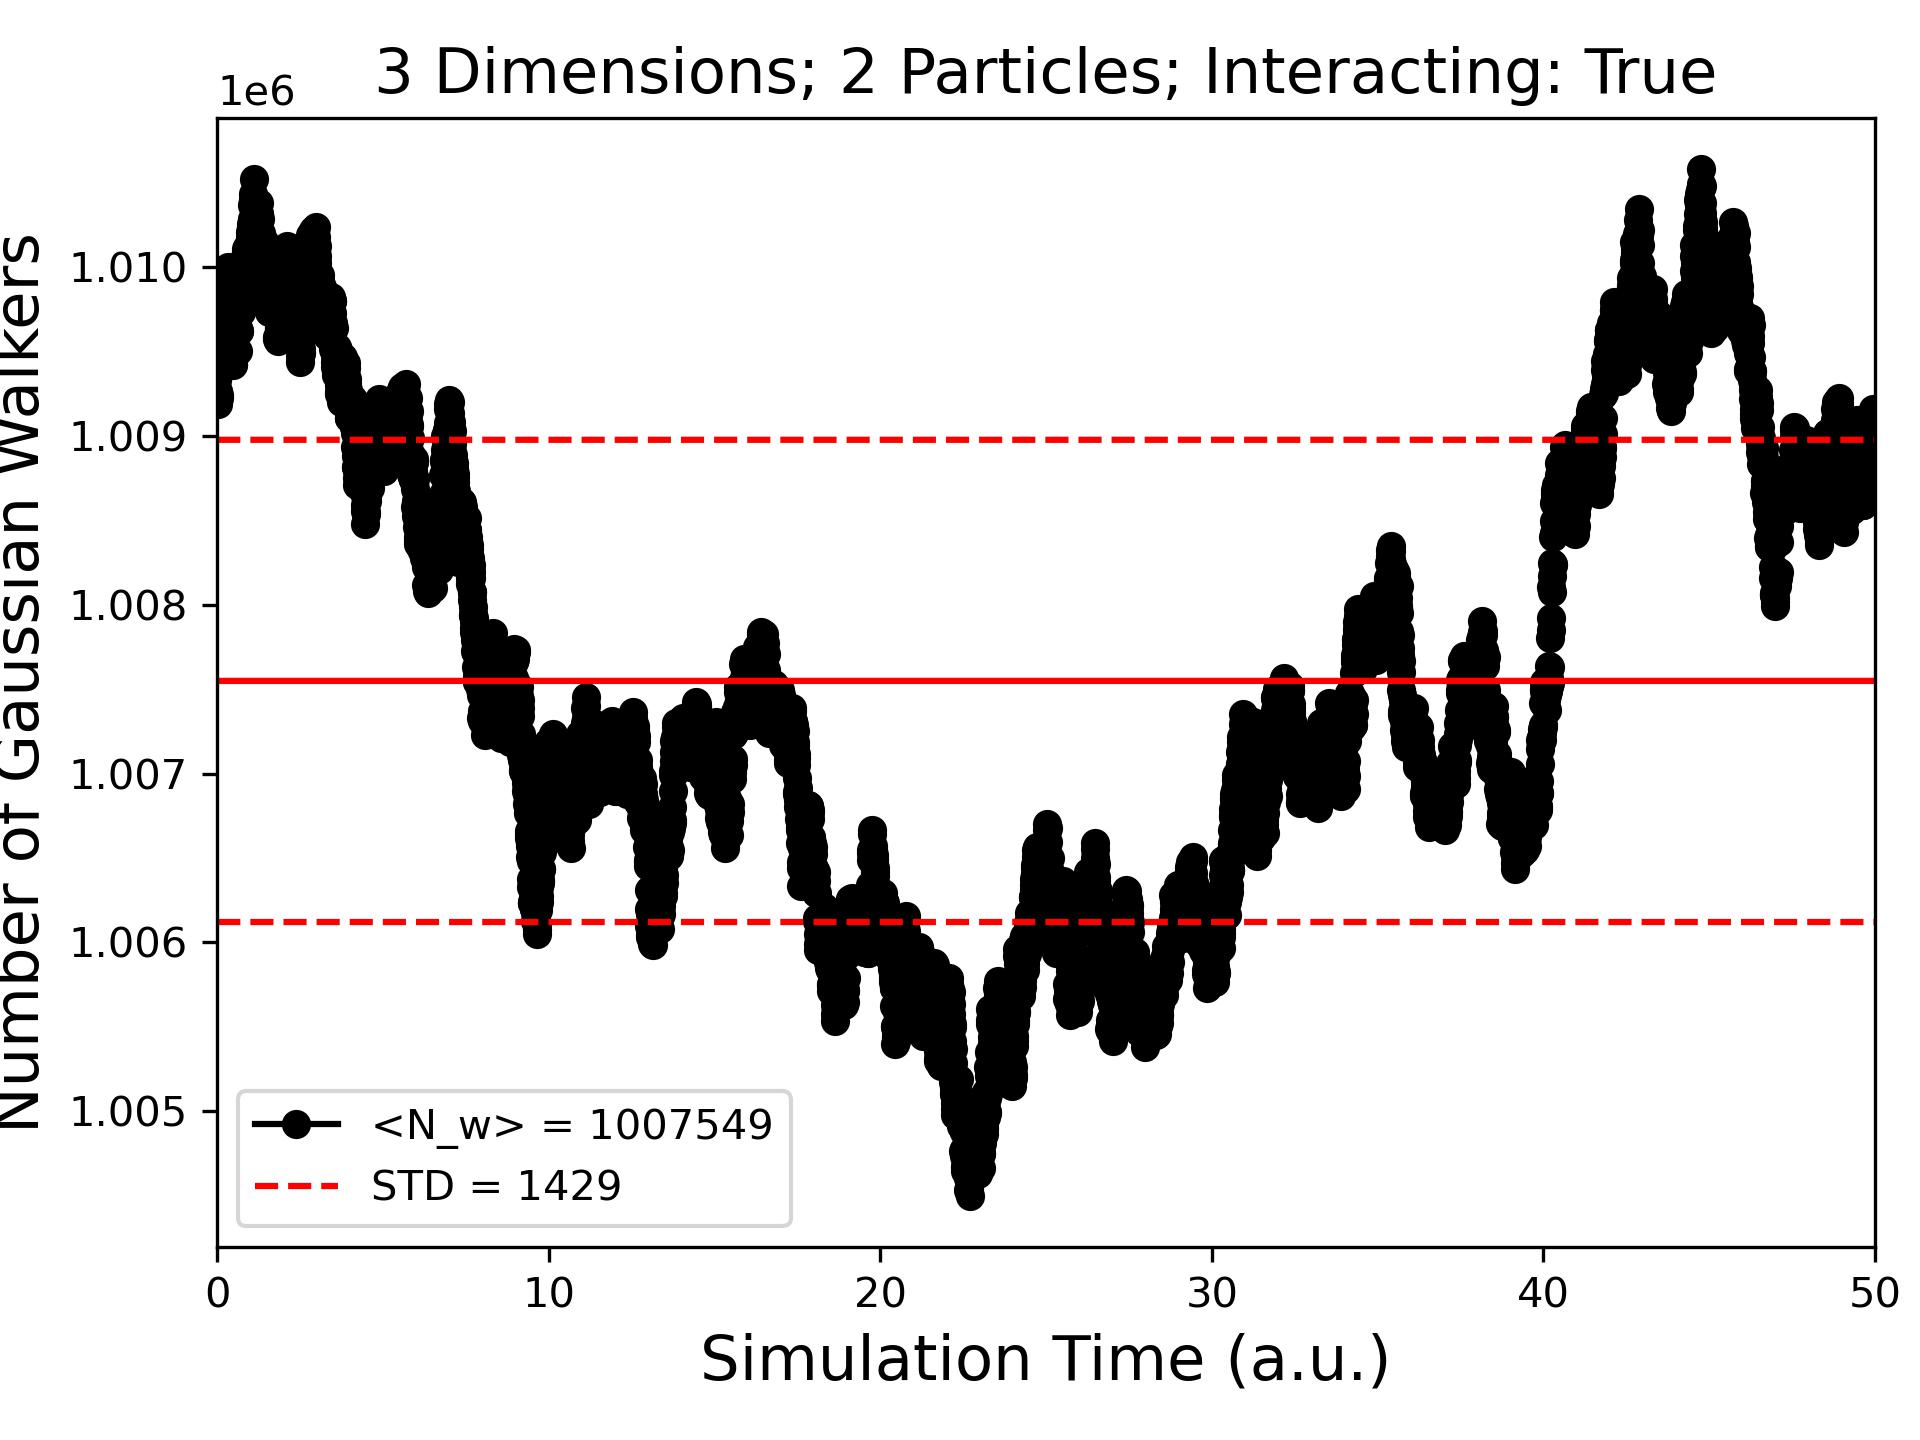 3 Dimensions; 2 Particles; Interacting: True
1e6
Number of Gaussian Walkers
1.010
1.009
1.008
1.007
1.006
1.005
<N_w> = 1007549
STD = 1429
0 10 20 30 40 50
Simulation Time (a.u.)